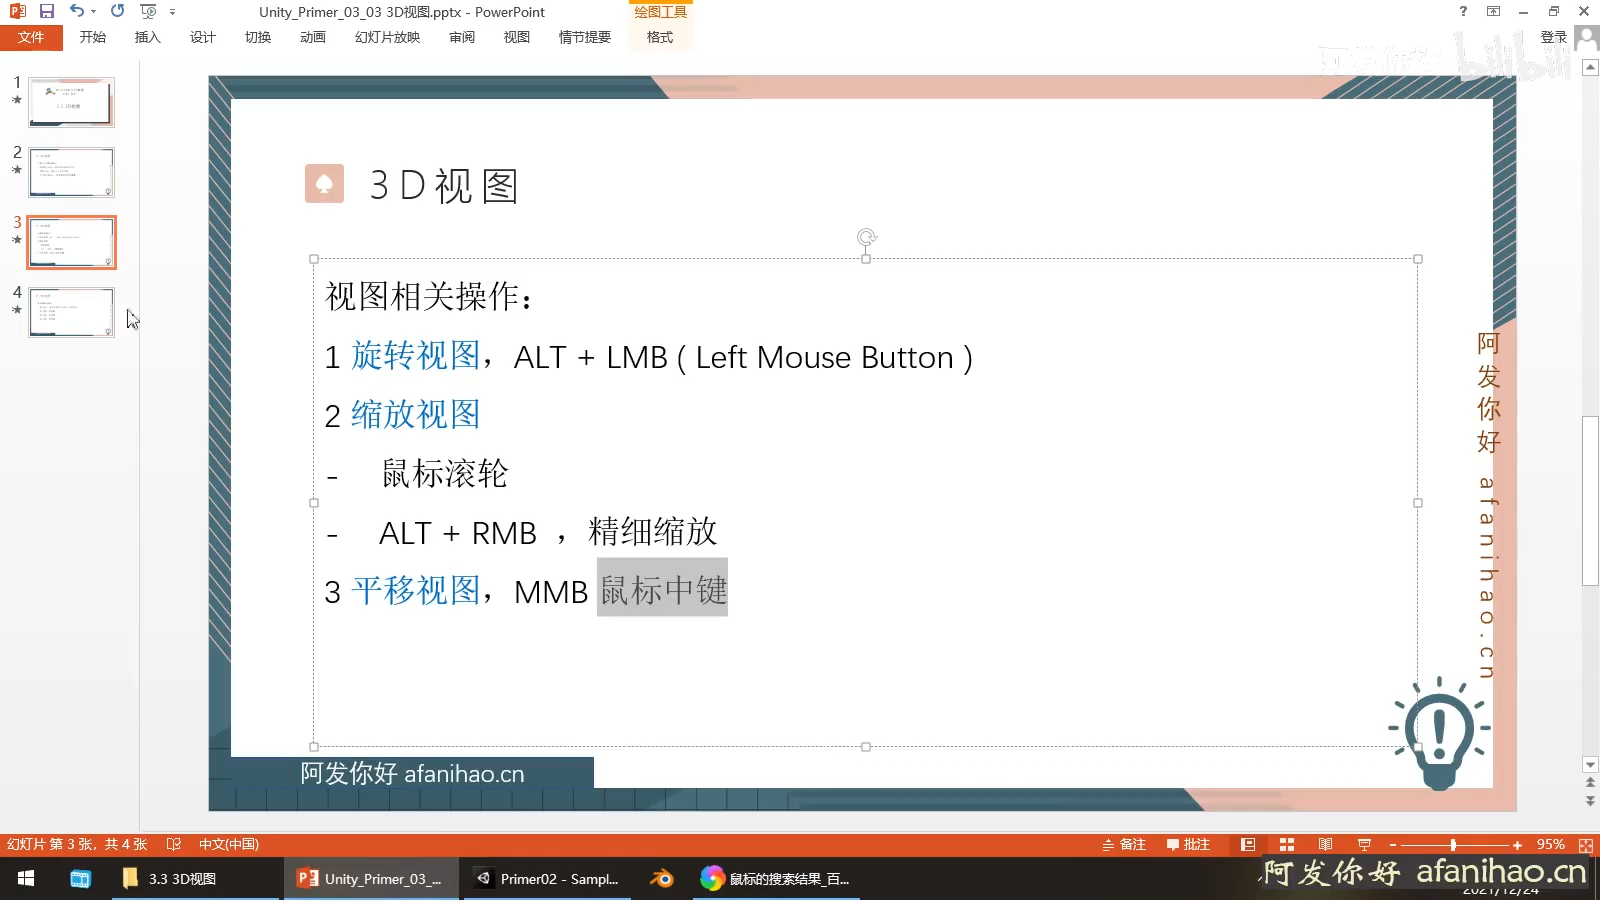 Unity_Primer_03_03 3D视图.pptx - PowerPoint
绘图工具
文件 开始 插入 设计 切换 动画 幻灯片放映 审阅 视图 情节提要 格式 登录
bilibili
1
2
3
4
3D视图
视图相关操作：
1 旋转视图，ALT + LMB ( Left Mouse Button )
2 缩放视图
- 鼠标滚轮
- ALT + RMB ，精细缩放
3 平移视图，MMB 鼠标中键
阿发你好 afanihao.cn
阿发你好 afanihao.cn
幻灯片 第 3 张，共 4 张 中文(中国) 备注 批注 95%
3.3 3D视图 Unity_Primer_03_... Primer02 - Sampl... 鼠标的搜索结果_百...
阿发你好 afanihao.cn
2021/12/24